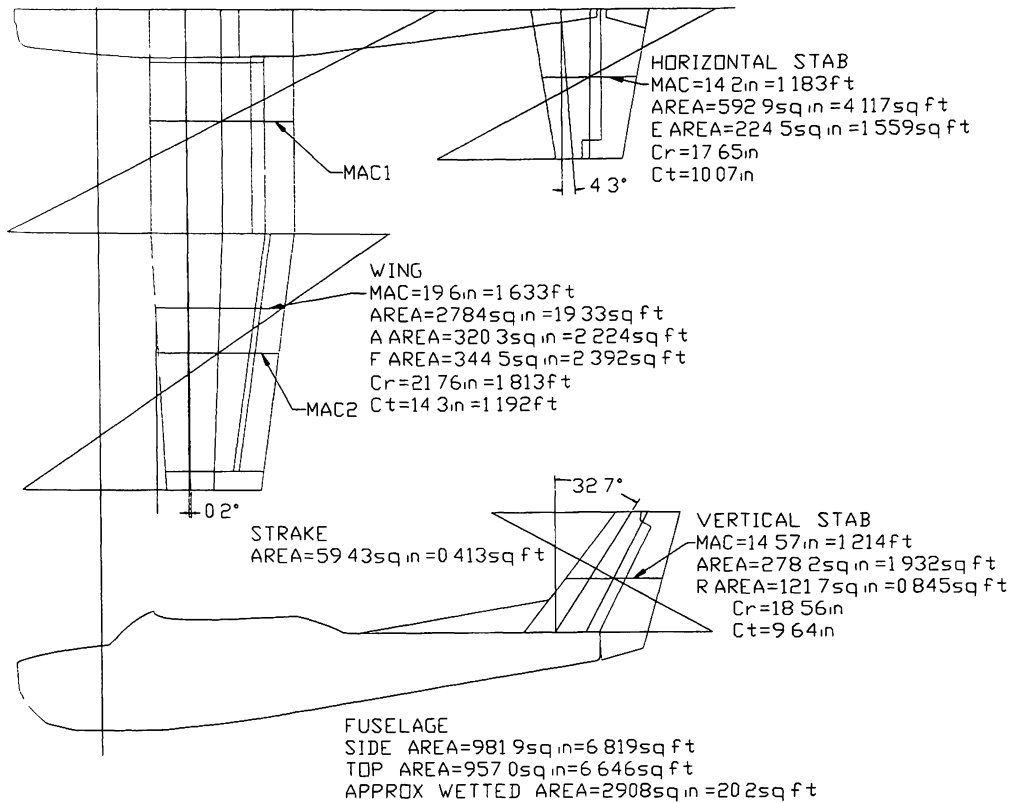 HORIZONTAL STAB
MAC=14 2in =1 183ft
AREA=592 9sq in =4 117sq ft
E AREA=224 5sq in =1 559sq ft
Cr=17 65in
Ct=10 07in
4 3°
MAC1
WING
MAC=19 6in =1 633ft
AREA=2784sq in =19 33sq ft
A AREA=320 3sq in =2 224sq ft
F AREA=344 5sq in=2 392sq ft
Cr=21 76in =1 813ft
Ct=14 3in =1 192ft
MAC2
0 2°
32 7°
STRAKE
AREA=59 43sq in =0 413sq ft
VERTICAL STAB
MAC=14 57in =1 214ft
AREA=278 2sq in =1 932sq ft
R AREA=121 7sq in =0 845sq ft
Cr=18 56in
Ct=9 64in
FUSELAGE
SIDE AREA=981 9sq in=6 819sq ft
TOP AREA=957 0sq in=6 646sq ft
APPROX WETTED AREA=2908sq in =20 2sq ft